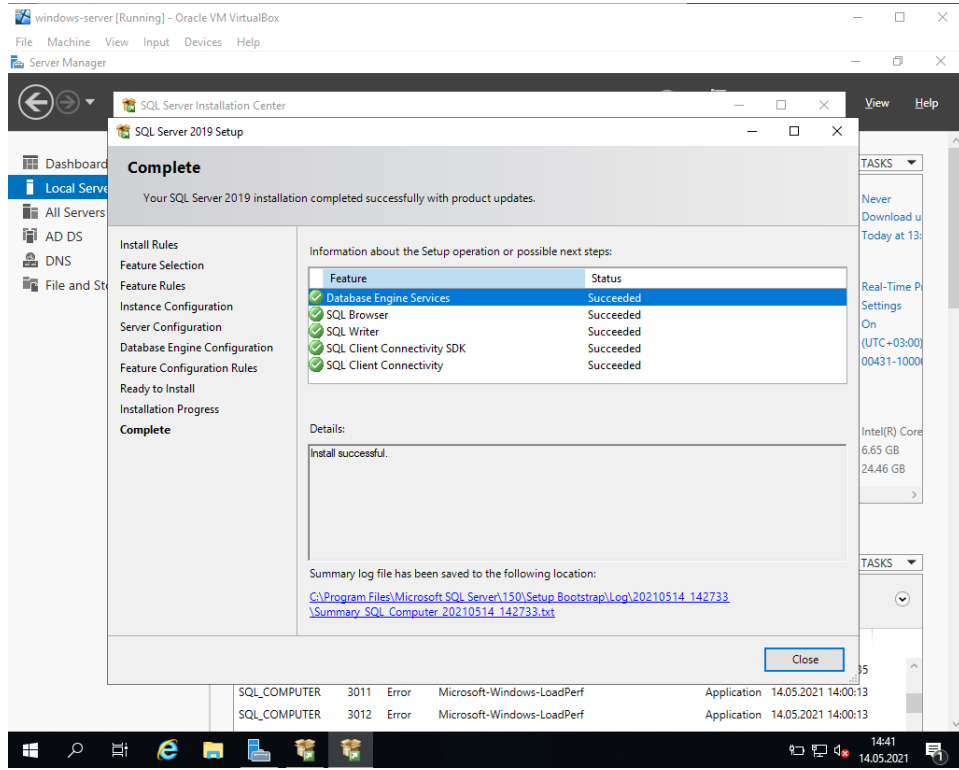 windows-server [Running] - Oracle VM VirtualBox
File Machine View Input Devices Help
Server Manager
View Help
SQL Server Installation Center
SQL Server 2019 Setup
Complete
Your SQL Server 2019 installation completed successfully with product updates.
Dashboard
Local Serve
All Servers
AD DS
DNS
File and Sto
Install Rules
Feature Selection
Feature Rules
Instance Configuration
Server Configuration
Database Engine Configuration
Feature Configuration Rules
Ready to Install
Installation Progress
Complete
Information about the Setup operation or possible next steps:
Feature Status
Database Engine Services Succeeded
SQL Browser Succeeded
SQL Writer Succeeded
SQL Client Connectivity SDK Succeeded
SQL Client Connectivity Succeeded
Details:
Install successful.
Summary log file has been saved to the following location:
C:\Program Files\Microsoft SQL Server\150\Setup Bootstrap\Log\20210514_142733
\Summary_SQL_Computer_20210514_142733.txt
Close
TASKS
Never
Download u
Today at 13:
Real-Time Pr
Settings
On
(UTC+03:00)
00431-1000
Intel(R) Core
6.65 GB
24.46 GB
TASKS
SQL_COMPUTER 3011 Error Microsoft-Windows-LoadPerf Application 14.05.2021 14:00:13
SQL_COMPUTER 3012 Error Microsoft-Windows-LoadPerf Application 14.05.2021 14:00:13
14:41
14.05.2021
1